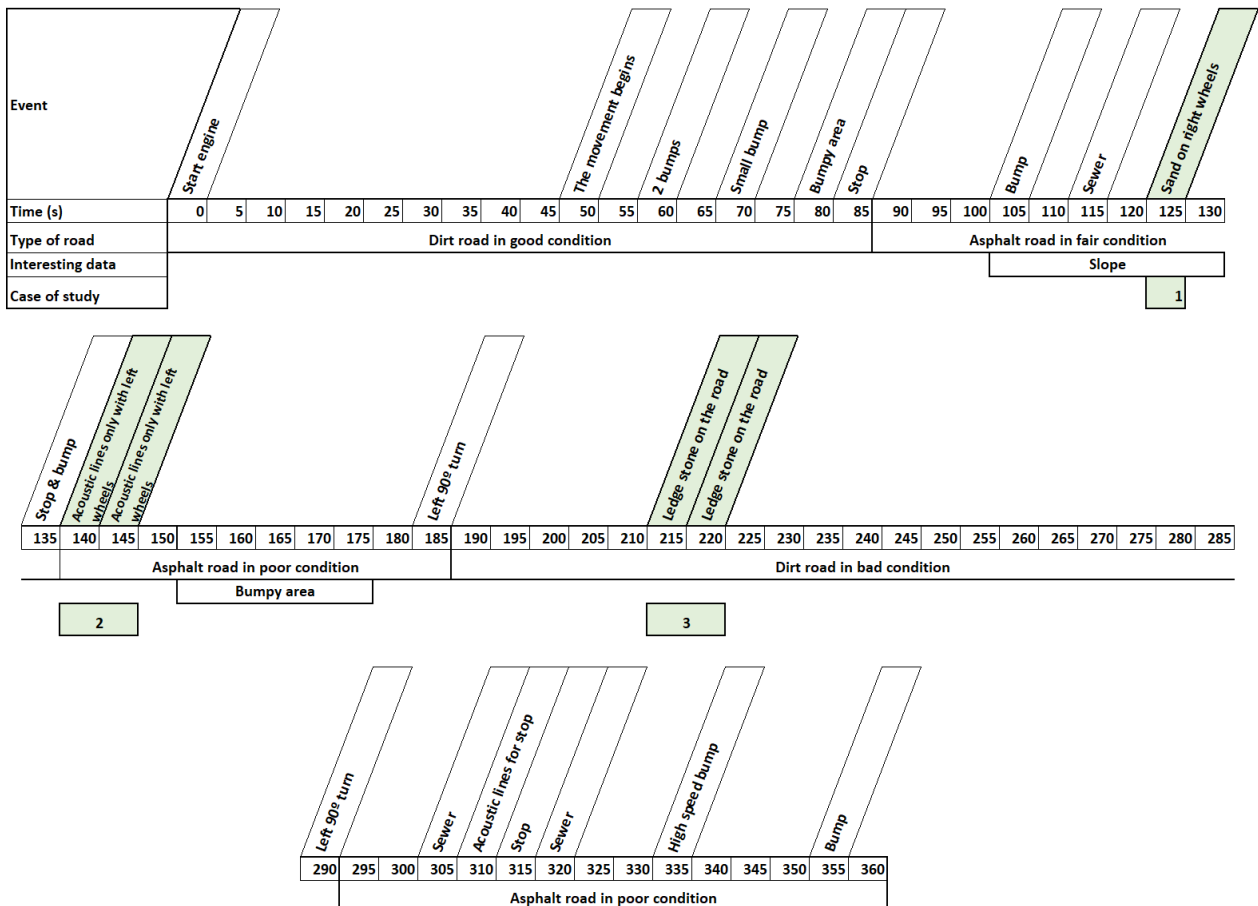 Event
Start engine
The movement begins
2 bumps
Small bump
Bumpy area
Stop
Bump
Sewer
Sand on right wheels
Time (s) 0 5 10 15 20 25 30 35 40 45 50 55 60 65 70 75 80 85 90 95 100 105 110 115 120 125 130
Type of road Dirt road in good condition Asphalt road in fair condition
Interesting data Slope
Case of study 1
Stop & bump
Acoustic lines only with left
wheels
Acoustic lines only with left
wheels
Left 90º turn
Ledge stone on the road
Ledge stone on the road
135 140 145 150 155 160 165 170 175 180 185 190 195 200 205 210 215 220 225 230 235 240 245 250 255 260 265 270 275 280 285
Asphalt road in poor condition Dirt road in bad condition
Bumpy area
2 3
Left 90º turn
Sewer
Acoustic lines for stop
Stop
Sewer
High speed bump
Bump
290 295 300 305 310 315 320 325 330 335 340 345 350 355 360
Asphalt road in poor condition